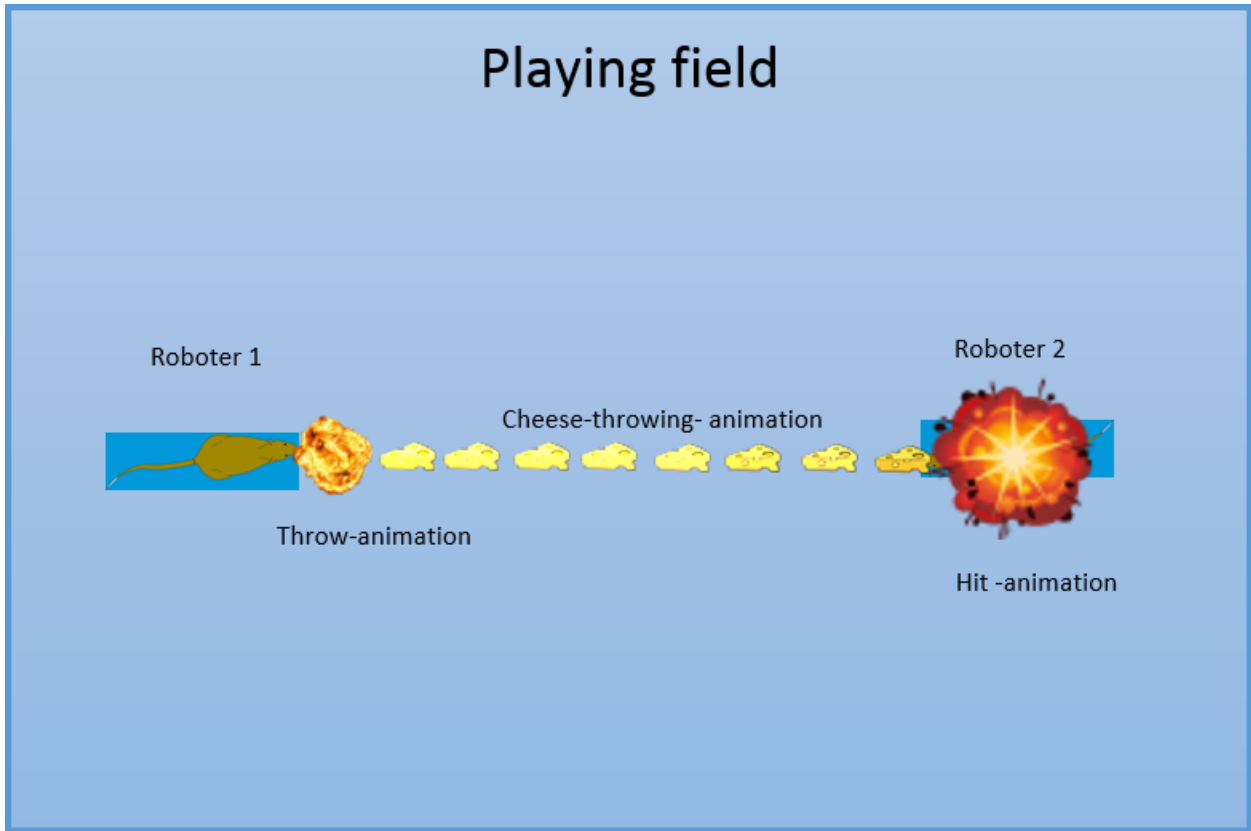 Playing field
Roboter 1
Roboter 2
Cheese-throwing- animation
Throw-animation
Hit -animation